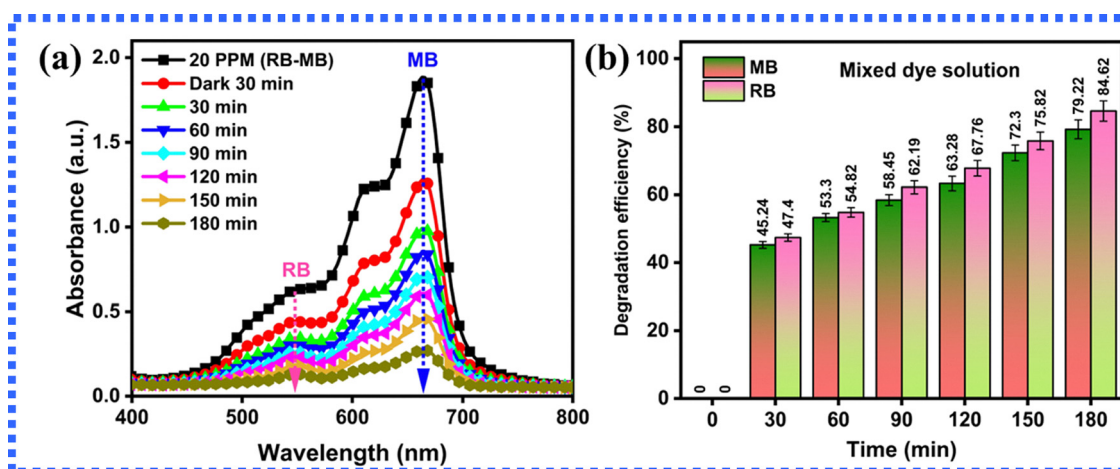 (a)
20 PPM (RB-MB)
Dark 30 min
30 min
60 min
90 min
120 min
150 min
180 min
MB
RB
2.0
1.5
1.0
0.5
0.0
Absorbance (a.u.)
400
500
600
700
800
Wavelength (nm)
(b)
MB
RB
Mixed dye solution
100
80
60
40
20
0
Degradation efficiency (%)
0
0
45.24
47.4
53.3
54.82
58.45
62.19
63.28
67.76
72.3
75.82
79.22
84.62
0
30
60
90
120
150
180
Time (min)